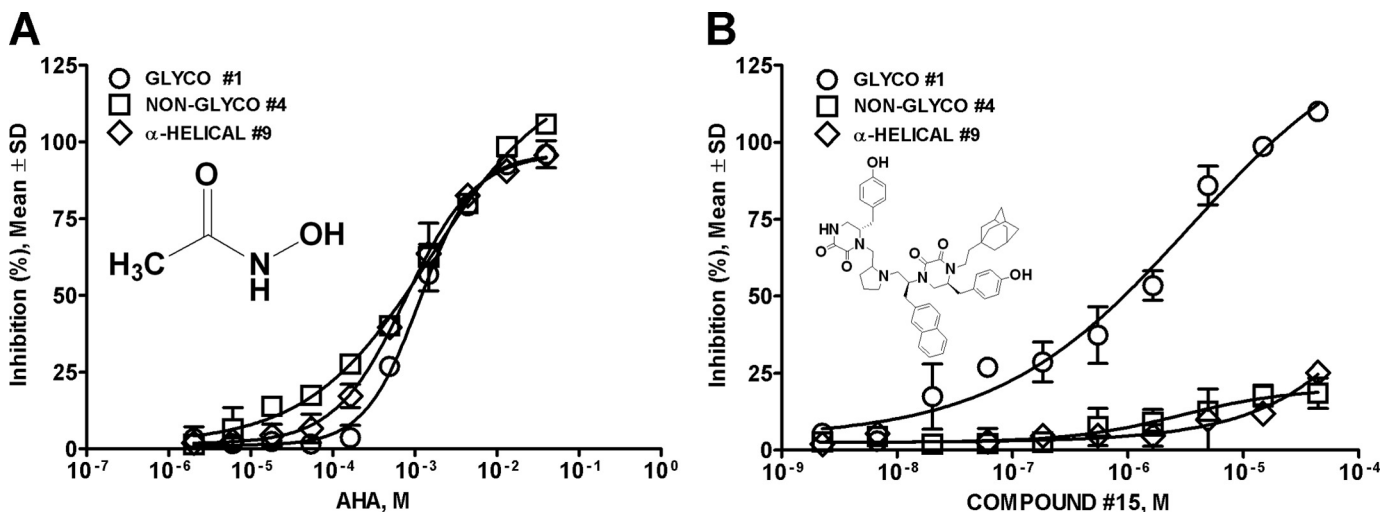 A
125
100
75
50
25
0
Inhibition (%), Mean ± SD
GLYCO #1
NON-GLYCO #4
α-HELICAL #9
O
OH
H₃C
N
H
10⁻⁷ 10⁻⁶ 10⁻⁵ 10⁻⁴ 10⁻³ 10⁻² 10⁻¹ 10⁰
AHA, M
B
125
100
75
50
25
0
Inhibition (%), Mean ± SD
GLYCO #1
NON-GLYCO #4
α-HELICAL #9
OH
HN
O
N
O
O
O
N
N
N
OH
10⁻⁹ 10⁻⁸ 10⁻⁷ 10⁻⁶ 10⁻⁵ 10⁻⁴
COMPOUND #15, M